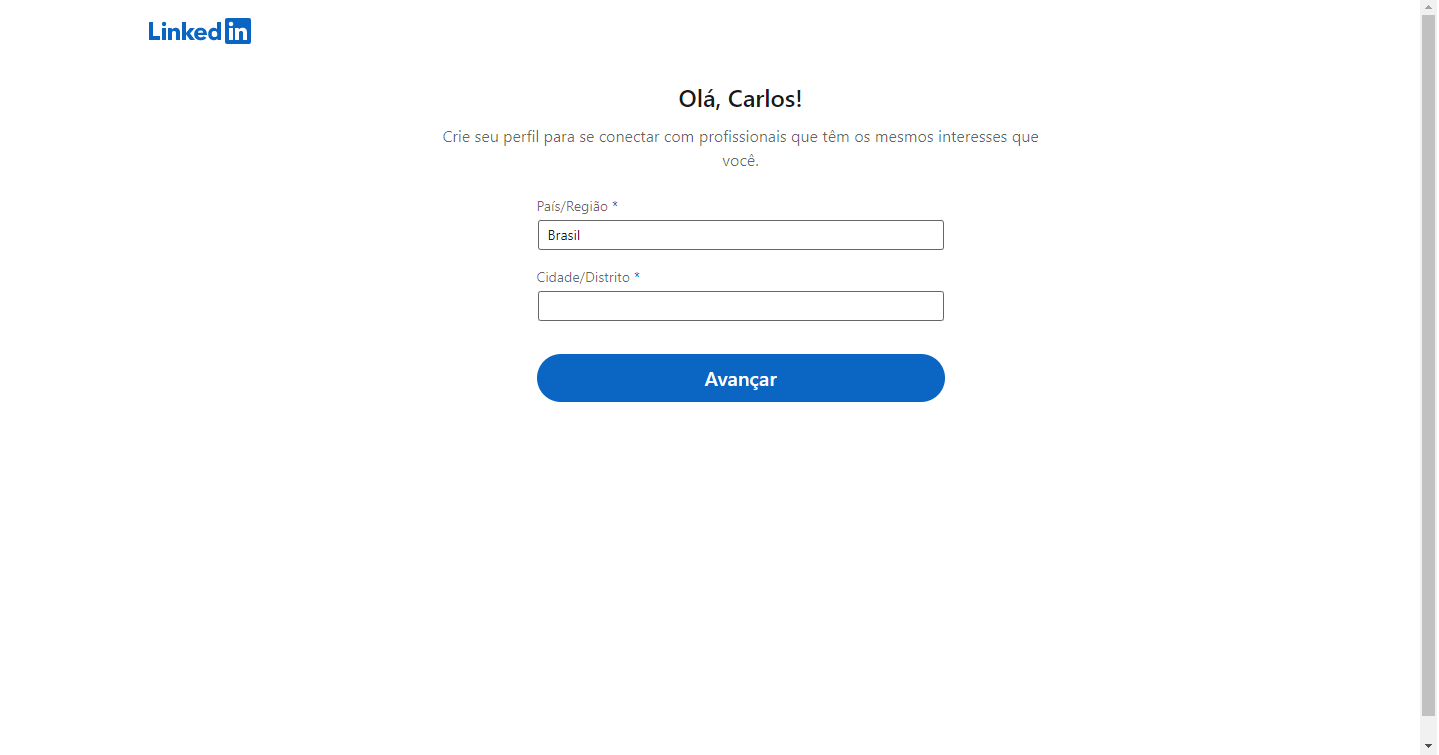 Linkedin
Olá, Carlos!
Crie seu perfil para se conectar com profissionais que têm os mesmos interesses que
você.
País/Região *
Brasil
Cidade/Distrito *
Avançar